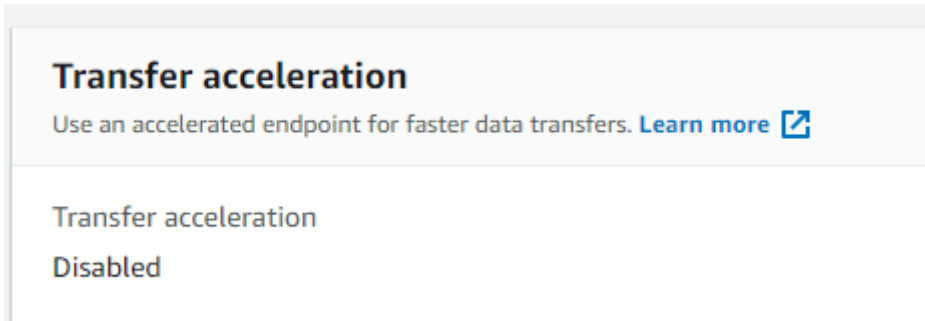 Transfer acceleration
Use an accelerated endpoint for faster data transfers. Learn more
Transfer acceleration
Disabled